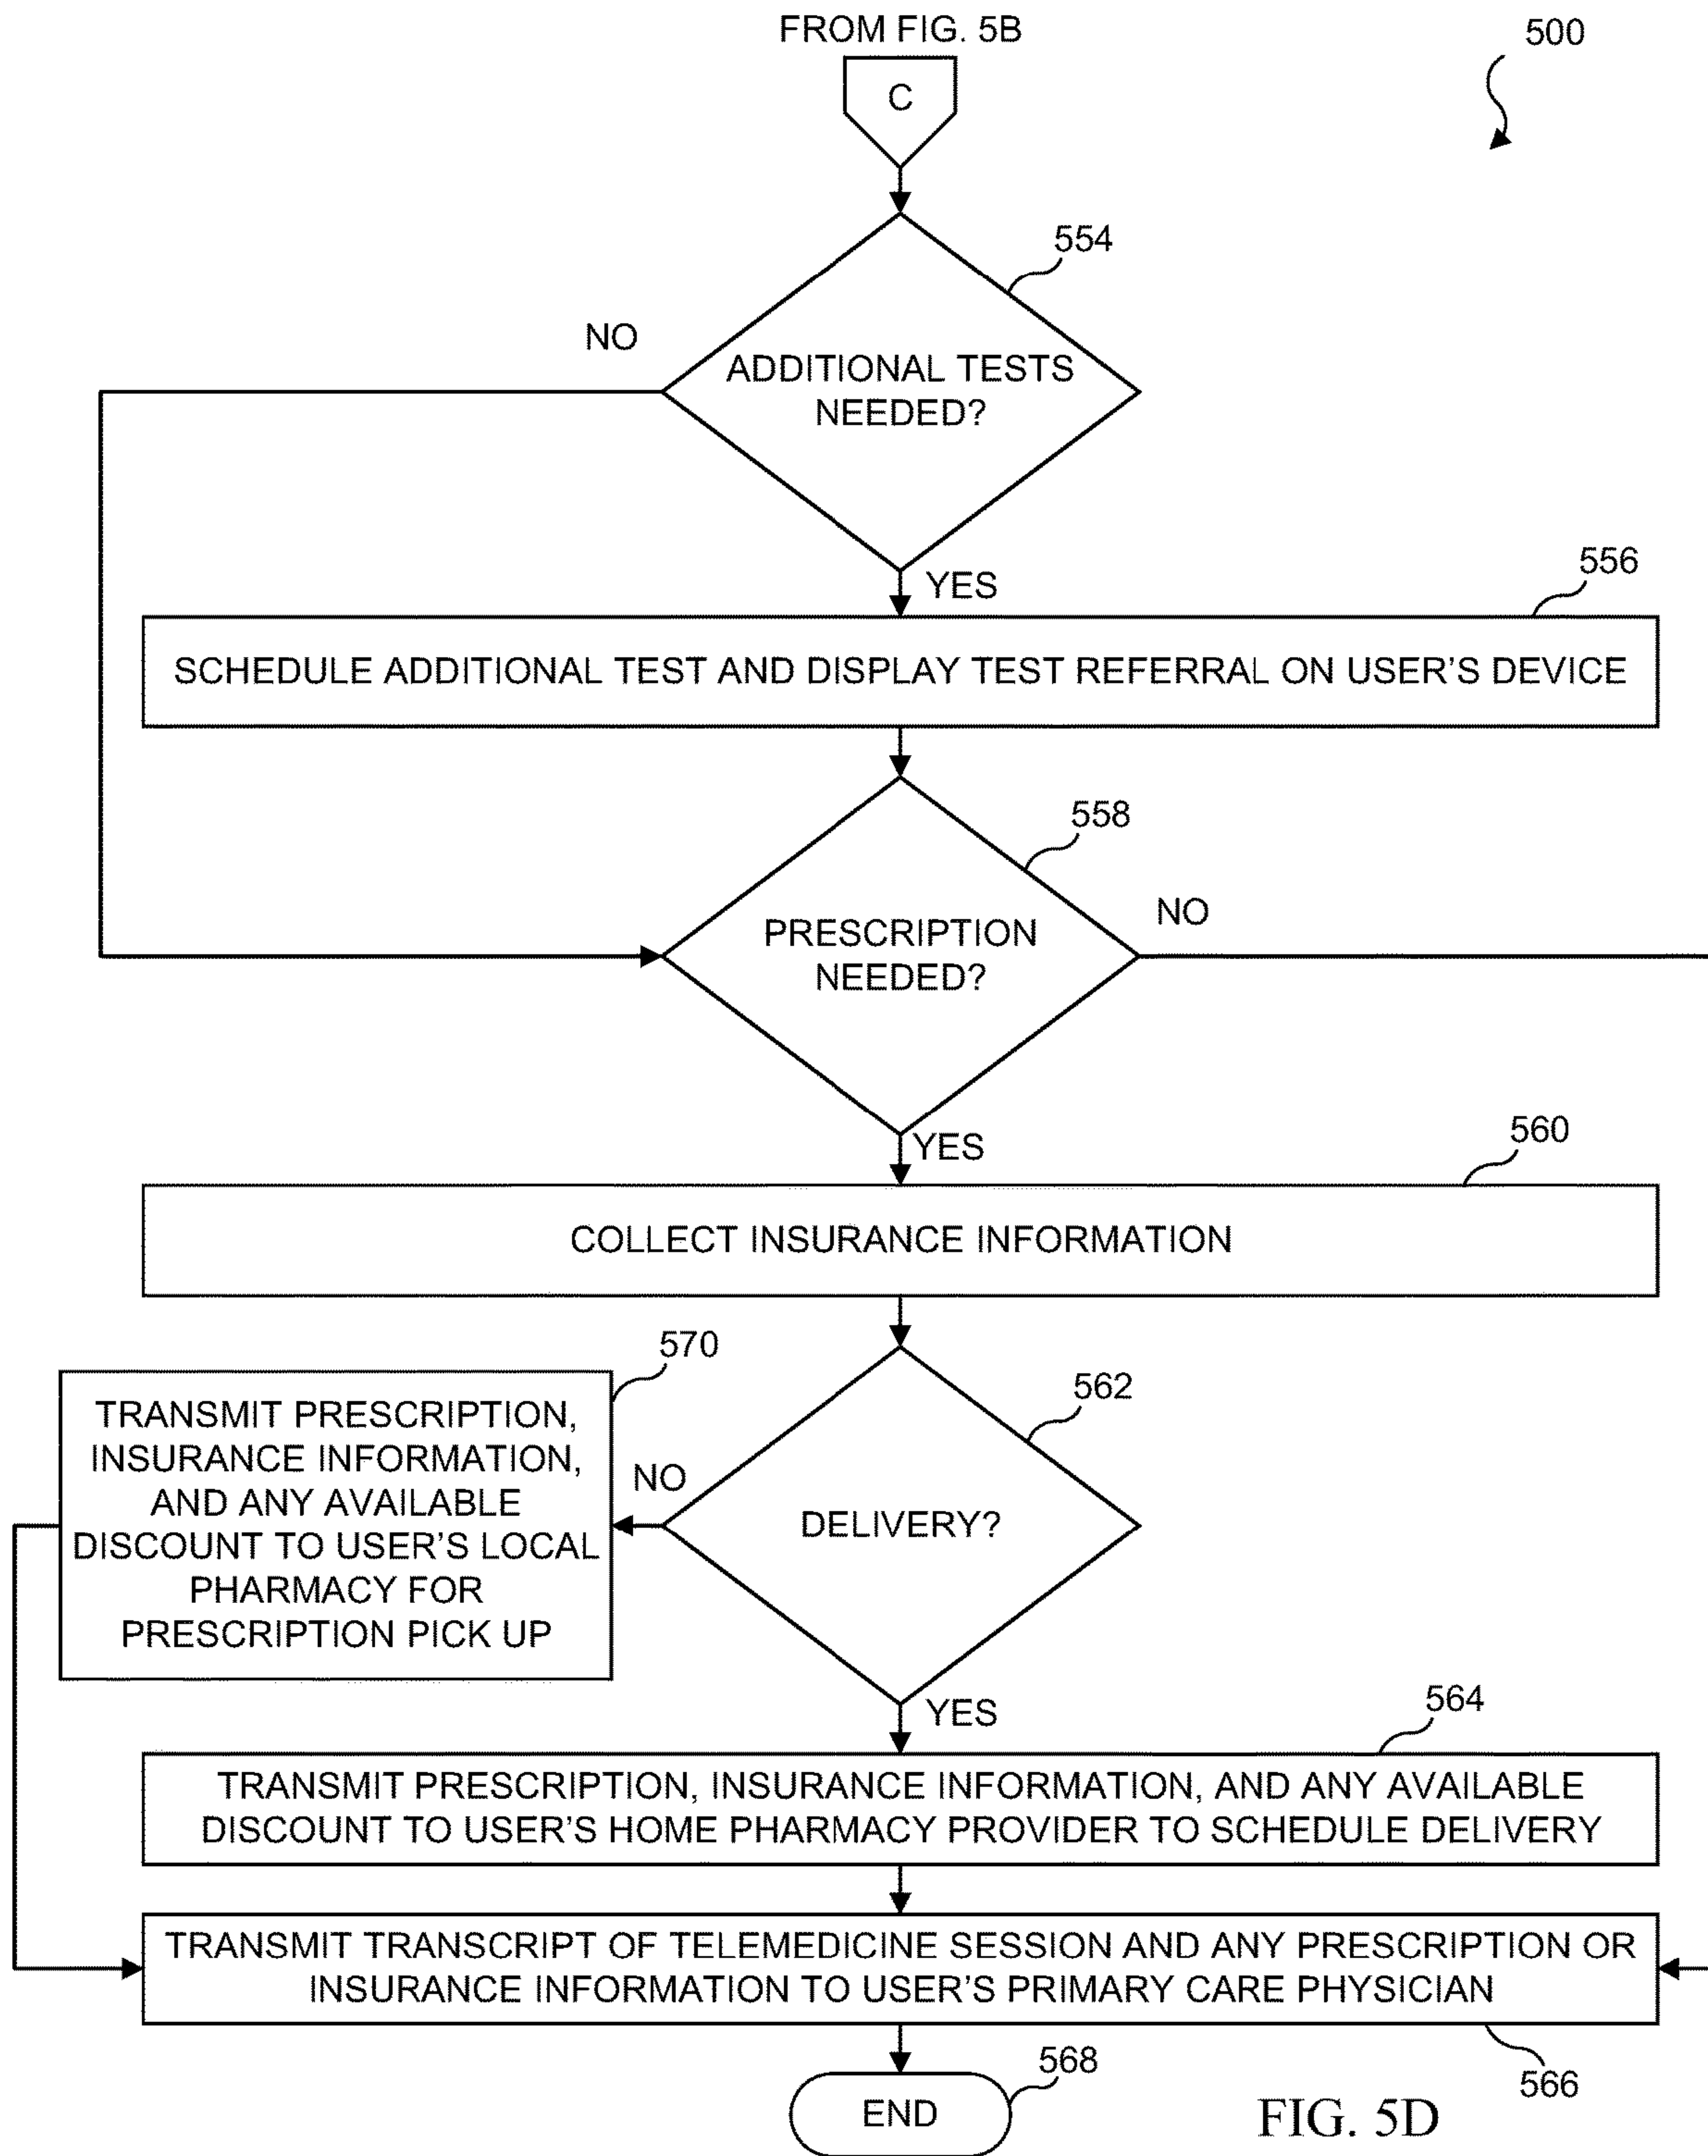 FROM FIG. 5B
500
C
554
NO
ADDITIONAL TESTS
NEEDED?
YES
556
SCHEDULE ADDITIONAL TEST AND DISPLAY TEST REFERRAL ON USER'S DEVICE
558
NO
PRESCRIPTION
NEEDED?
YES
560
COLLECT INSURANCE INFORMATION
570
TRANSMIT PRESCRIPTION,
INSURANCE INFORMATION,
AND ANY AVAILABLE
DISCOUNT TO USER'S LOCAL
PHARMACY FOR
PRESCRIPTION PICK UP
562
NO
DELIVERY?
YES
564
TRANSMIT PRESCRIPTION, INSURANCE INFORMATION, AND ANY AVAILABLE
DISCOUNT TO USER'S HOME PHARMACY PROVIDER TO SCHEDULE DELIVERY
TRANSMIT TRANSCRIPT OF TELEMEDICINE SESSION AND ANY PRESCRIPTION OR
INSURANCE INFORMATION TO USER'S PRIMARY CARE PHYSICIAN
568
566
END
FIG. 5D